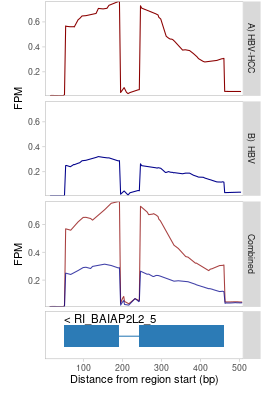 0.6
0.4
0.2
A) HBV-HCC
FPM
0.6
0.4
0.2
B) HBV
0.6
0.4
0.2
Combined
FPM
< RI_BAIAP2L2_5
100 200 300 400 500
Distance from region start (bp)